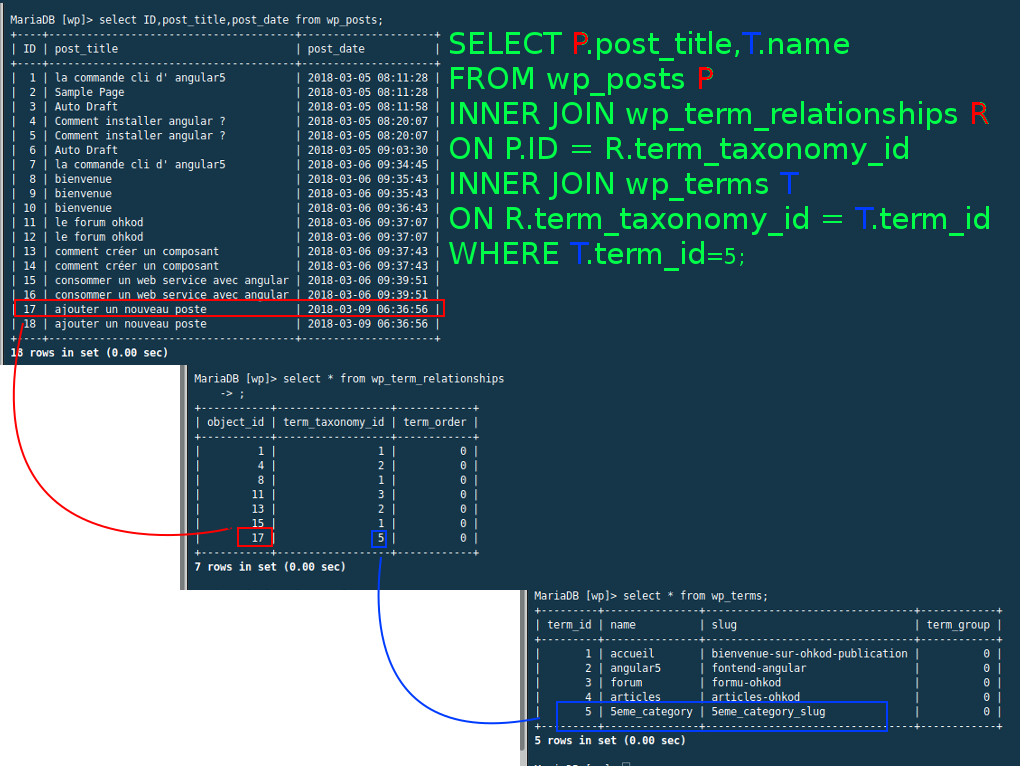 MariaDB [wp]> select ID,post_title,post_date from wp_posts;
+----+--------------------------------------+---------------------+
| ID | post_title                           | post_date           |
+----+--------------------------------------+---------------------+
|  1 | la commande cli d' angular5          | 2018-03-05 08:11:28 |
|  2 | Sample Page                          | 2018-03-05 08:11:28 |
|  3 | Auto Draft                           | 2018-03-05 08:11:58 |
|  4 | Comment installer angular ?          | 2018-03-05 08:20:07 |
|  5 | Comment installer angular ?          | 2018-03-05 08:20:07 |
|  6 | Auto Draft                           | 2018-03-05 09:03:30 |
|  7 | la commande cli d' angular5          | 2018-03-06 09:34:45 |
|  8 | bienvenue                            | 2018-03-06 09:35:43 |
|  9 | bienvenue                            | 2018-03-06 09:35:43 |
| 10 | bienvenue                            | 2018-03-06 09:36:43 |
| 11 | le forum ohkod                       | 2018-03-06 09:37:07 |
| 12 | le forum ohkod                       | 2018-03-06 09:37:07 |
| 13 | comment créer un composant           | 2018-03-06 09:37:43 |
| 14 | comment créer un composant           | 2018-03-06 09:37:43 |
| 15 | consommer un web service avec angular | 2018-03-06 09:39:51 |
| 16 | consommer un web service avec angular | 2018-03-06 09:39:51 |
| 17 | ajouter un nouveau poste             | 2018-03-09 06:36:56 |
| 18 | ajouter un nouveau poste             | 2018-03-09 06:36:56 |
+----+--------------------------------------+---------------------+
18 rows in set (0.00 sec)
SELECT P.post_title,T.name
FROM wp_posts P
INNER JOIN wp_term_relationships R
ON P.ID = R.term_taxonomy_id
INNER JOIN wp_terms T
ON R.term_taxonomy_id = T.term_id
WHERE T.term_id=5;
MariaDB [wp]> select * from wp_term_relationships
    -> ;
+-----------+------------------+------------+
| object_id | term_taxonomy_id | term_order |
+-----------+------------------+------------+
|         1 |                1 |          0 |
|         4 |                2 |          0 |
|         8 |                1 |          0 |
|        11 |                3 |          0 |
|        13 |                2 |          0 |
|        15 |                1 |          0 |
|        17 |                5 |          0 |
+-----------+------------------+------------+
7 rows in set (0.00 sec)
MariaDB [wp]> select * from wp_terms;
+---------+---------------+--------------------------------+------------+
| term_id | name          | slug                           | term_group |
+---------+---------------+--------------------------------+------------+
|       1 | accueil       | bienvenue-sur-ohkod-publication |          0 |
|       2 | angular5      | fontend-angular                |          0 |
|       3 | forum         | formu-ohkod                    |          0 |
|       4 | articles      | articles-ohkod                 |          0 |
|       5 | 5eme_category | 5eme_category_slug             |          0 |
+---------+---------------+--------------------------------+------------+
5 rows in set (0.00 sec)